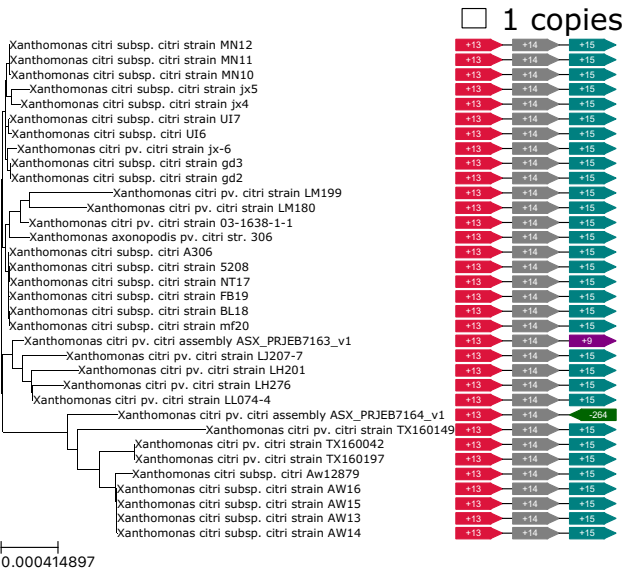 1 copies
Xanthomonas citri subsp. citri strain MN12 +13 +14 +15
Xanthomonas citri subsp. citri strain MN11 +13 +14 +15
Xanthomonas citri subsp. citri strain MN10 +13 +14 +15
Xanthomonas citri subsp. citri strain jx5 +13 +14 +15
Xanthomonas citri subsp. citri strain jx4 +13 +14 +15
Xanthomonas citri subsp. citri strain UI7 +13 +14 +15
Xanthomonas citri subsp. citri UI6 +13 +14 +15
Xanthomonas citri pv. citri strain jx-6 +13 +14 +15
Xanthomonas citri subsp. citri strain gd3 +13 +14 +15
Xanthomonas citri subsp. citri strain gd2 +13 +14 +15
Xanthomonas citri pv. citri strain LM199 +13 +14 +15
Xanthomonas citri pv. citri strain LM180 +13 +14 +15
Xanthomonas citri pv. citri strain 03-1638-1-1 +13 +14 +15
Xanthomonas axonopodis pv. citri str. 306 +13 +14 +15
Xanthomonas citri subsp. citri A306 +13 +14 +15
Xanthomonas citri subsp. citri strain 5208 +13 +14 +15
Xanthomonas citri subsp. citri strain NT17 +13 +14 +15
Xanthomonas citri subsp. citri strain FB19 +13 +14 +15
Xanthomonas citri subsp. citri strain BL18 +13 +14 +15
Xanthomonas citri subsp. citri strain mf20 +13 +14 +15
Xanthomonas citri pv. citri assembly ASX_PRJEB7163_v1 +13 +14 +9
Xanthomonas citri pv. citri strain LJ207-7 +13 +14 +15
Xanthomonas citri pv. citri strain LH201 +13 +14 +15
Xanthomonas citri pv. citri strain LH276 +13 +14 +15
Xanthomonas citri pv. citri strain LL074-4 +13 +14 +15
Xanthomonas citri pv. citri assembly ASX_PRJEB7164_v1 +13 +14 -264
Xanthomonas citri pv. citri strain TX160149 +13 +14 +15
Xanthomonas citri pv. citri strain TX160042 +13 +14 +15
Xanthomonas citri pv. citri strain TX160197 +13 +14 +15
Xanthomonas citri subsp. citri Aw12879 +13 +14 +15
Xanthomonas citri subsp. citri strain AW16 +13 +14 +15
Xanthomonas citri subsp. citri strain AW15 +13 +14 +15
Xanthomonas citri subsp. citri strain AW13 +13 +14 +15
Xanthomonas citri subsp. citri strain AW14 +13 +14 +15
0.000414897